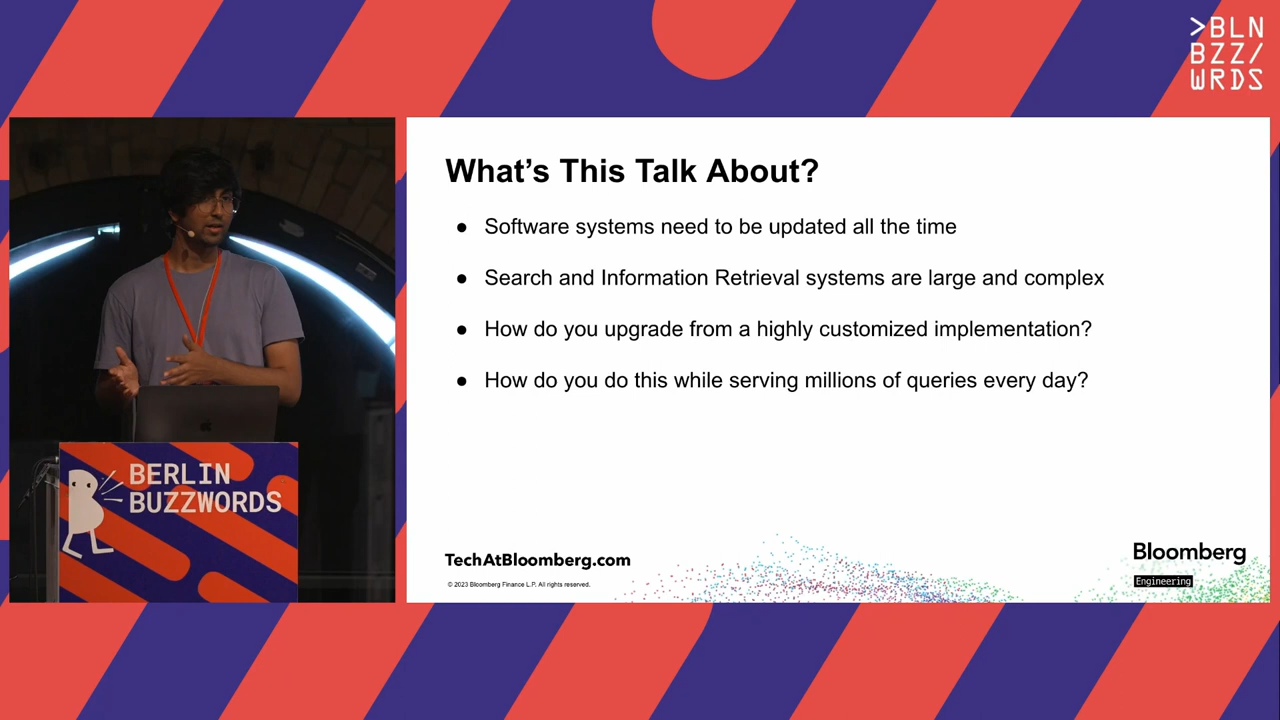 >BLN
BZZ/
WRDS
What's This Talk About?
● Software systems need to be updated all the time
● Search and Information Retrieval systems are large and complex
● How do you upgrade from a highly customized implementation?
● How do you do this while serving millions of queries every day?
BERLIN
BUZZWORDS
TechAtBloomberg.com
© 2023 Bloomberg Finance L.P. All rights reserved.
Bloomberg
Engineering